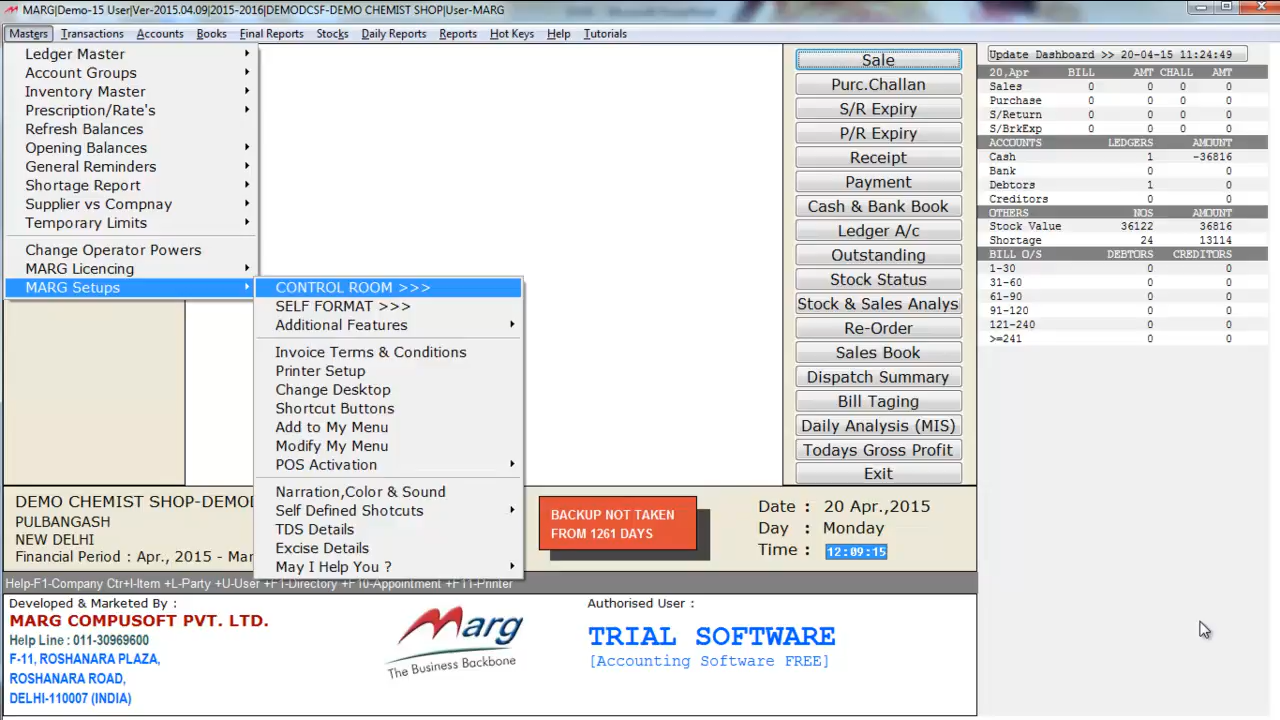 MARG|Demo-15 User|Ver-2015.04.09|2015-2016|DEMODCSF-DEMO CHEMIST SHOP|User-MARG
Masters Transactions Accounts Books Final Reports Stocks Daily Reports Reports Hot Keys Help Tutorials
Ledger Master
Account Groups
Inventory Master
Prescription/Rate's
Refresh Balances
Opening Balances
General Reminders
Shortage Report
Supplier vs Compnay
Temporary Limits
Change Operator Powers
MARG Licencing
MARG Setups
CONTROL ROOM >>>
SELF FORMAT >>>
Additional Features
Invoice Terms & Conditions
Printer Setup
Change Desktop
Shortcut Buttons
Add to My Menu
Modify My Menu
POS Activation
Narration,Color & Sound
Self Defined Shotcuts
TDS Details
Excise Details
May I Help You ?
Sale
Purc.Challan
S/R Expiry
P/R Expiry
Receipt
Payment
Cash & Bank Book
Ledger A/c
Outstanding
Stock Status
Stock & Sales Analys
Re-Order
Sales Book
Dispatch Summary
Bill Taging
Daily Analysis (MIS)
Todays Gross Profit
Exit
Update Dashboard >> 20-04-15 11:24:49
20,Apr BILL AMT CHALL AMT
Sales 0 0 0 0
Purchase 0 0 0 0
S/Return 0 0 0 0
S/BrkExp 0 0 0 0
ACCOUNTS LEDGERS AMOUNT
Cash 1 -36816
Bank 0 0
Debtors 1 0
Creditors 0 0
OTHERS NOS AMOUNT
Stock Value 36122 36816
Shortage 24 13114
BILL O/S DEBTORS CREDITORS
1-30 0 0
31-60 0 0
61-90 0 0
91-120 0 0
121-240 0 0
>=241 0 0
DEMO CHEMIST SHOP-DEMOD
PULBANGASH
NEW DELHI
Financial Period : Apr., 2015 - Mar
BACKUP NOT TAKEN
FROM 1261 DAYS
Date : 20 Apr.,2015
Day : Monday
Time : 12:09:15
Help-F1-Company Ctr+I-Item +L-Party +U-User +F1-Directory +F10-Appointment +F11-Printer
Developed & Marketed By :
MARG COMPUSOFT PVT. LTD.
Help Line : 011-30969600
F-11, ROSHANARA PLAZA,
ROSHANARA ROAD,
DELHI-110007 (INDIA)
Marg
The Business Backbone
Authorised User :
TRIAL SOFTWARE
[Accounting Software FREE]